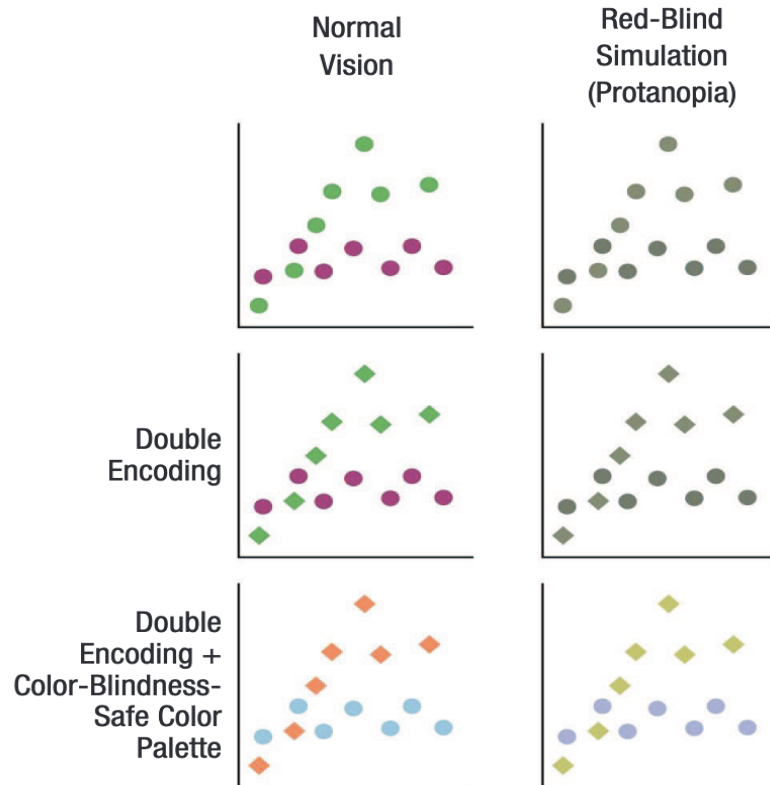 Normal
Vision
Red-Blind
Simulation
(Protanopia)
Double
Encoding
Double
Encoding +
Color-Blindness-
Safe Color
Palette